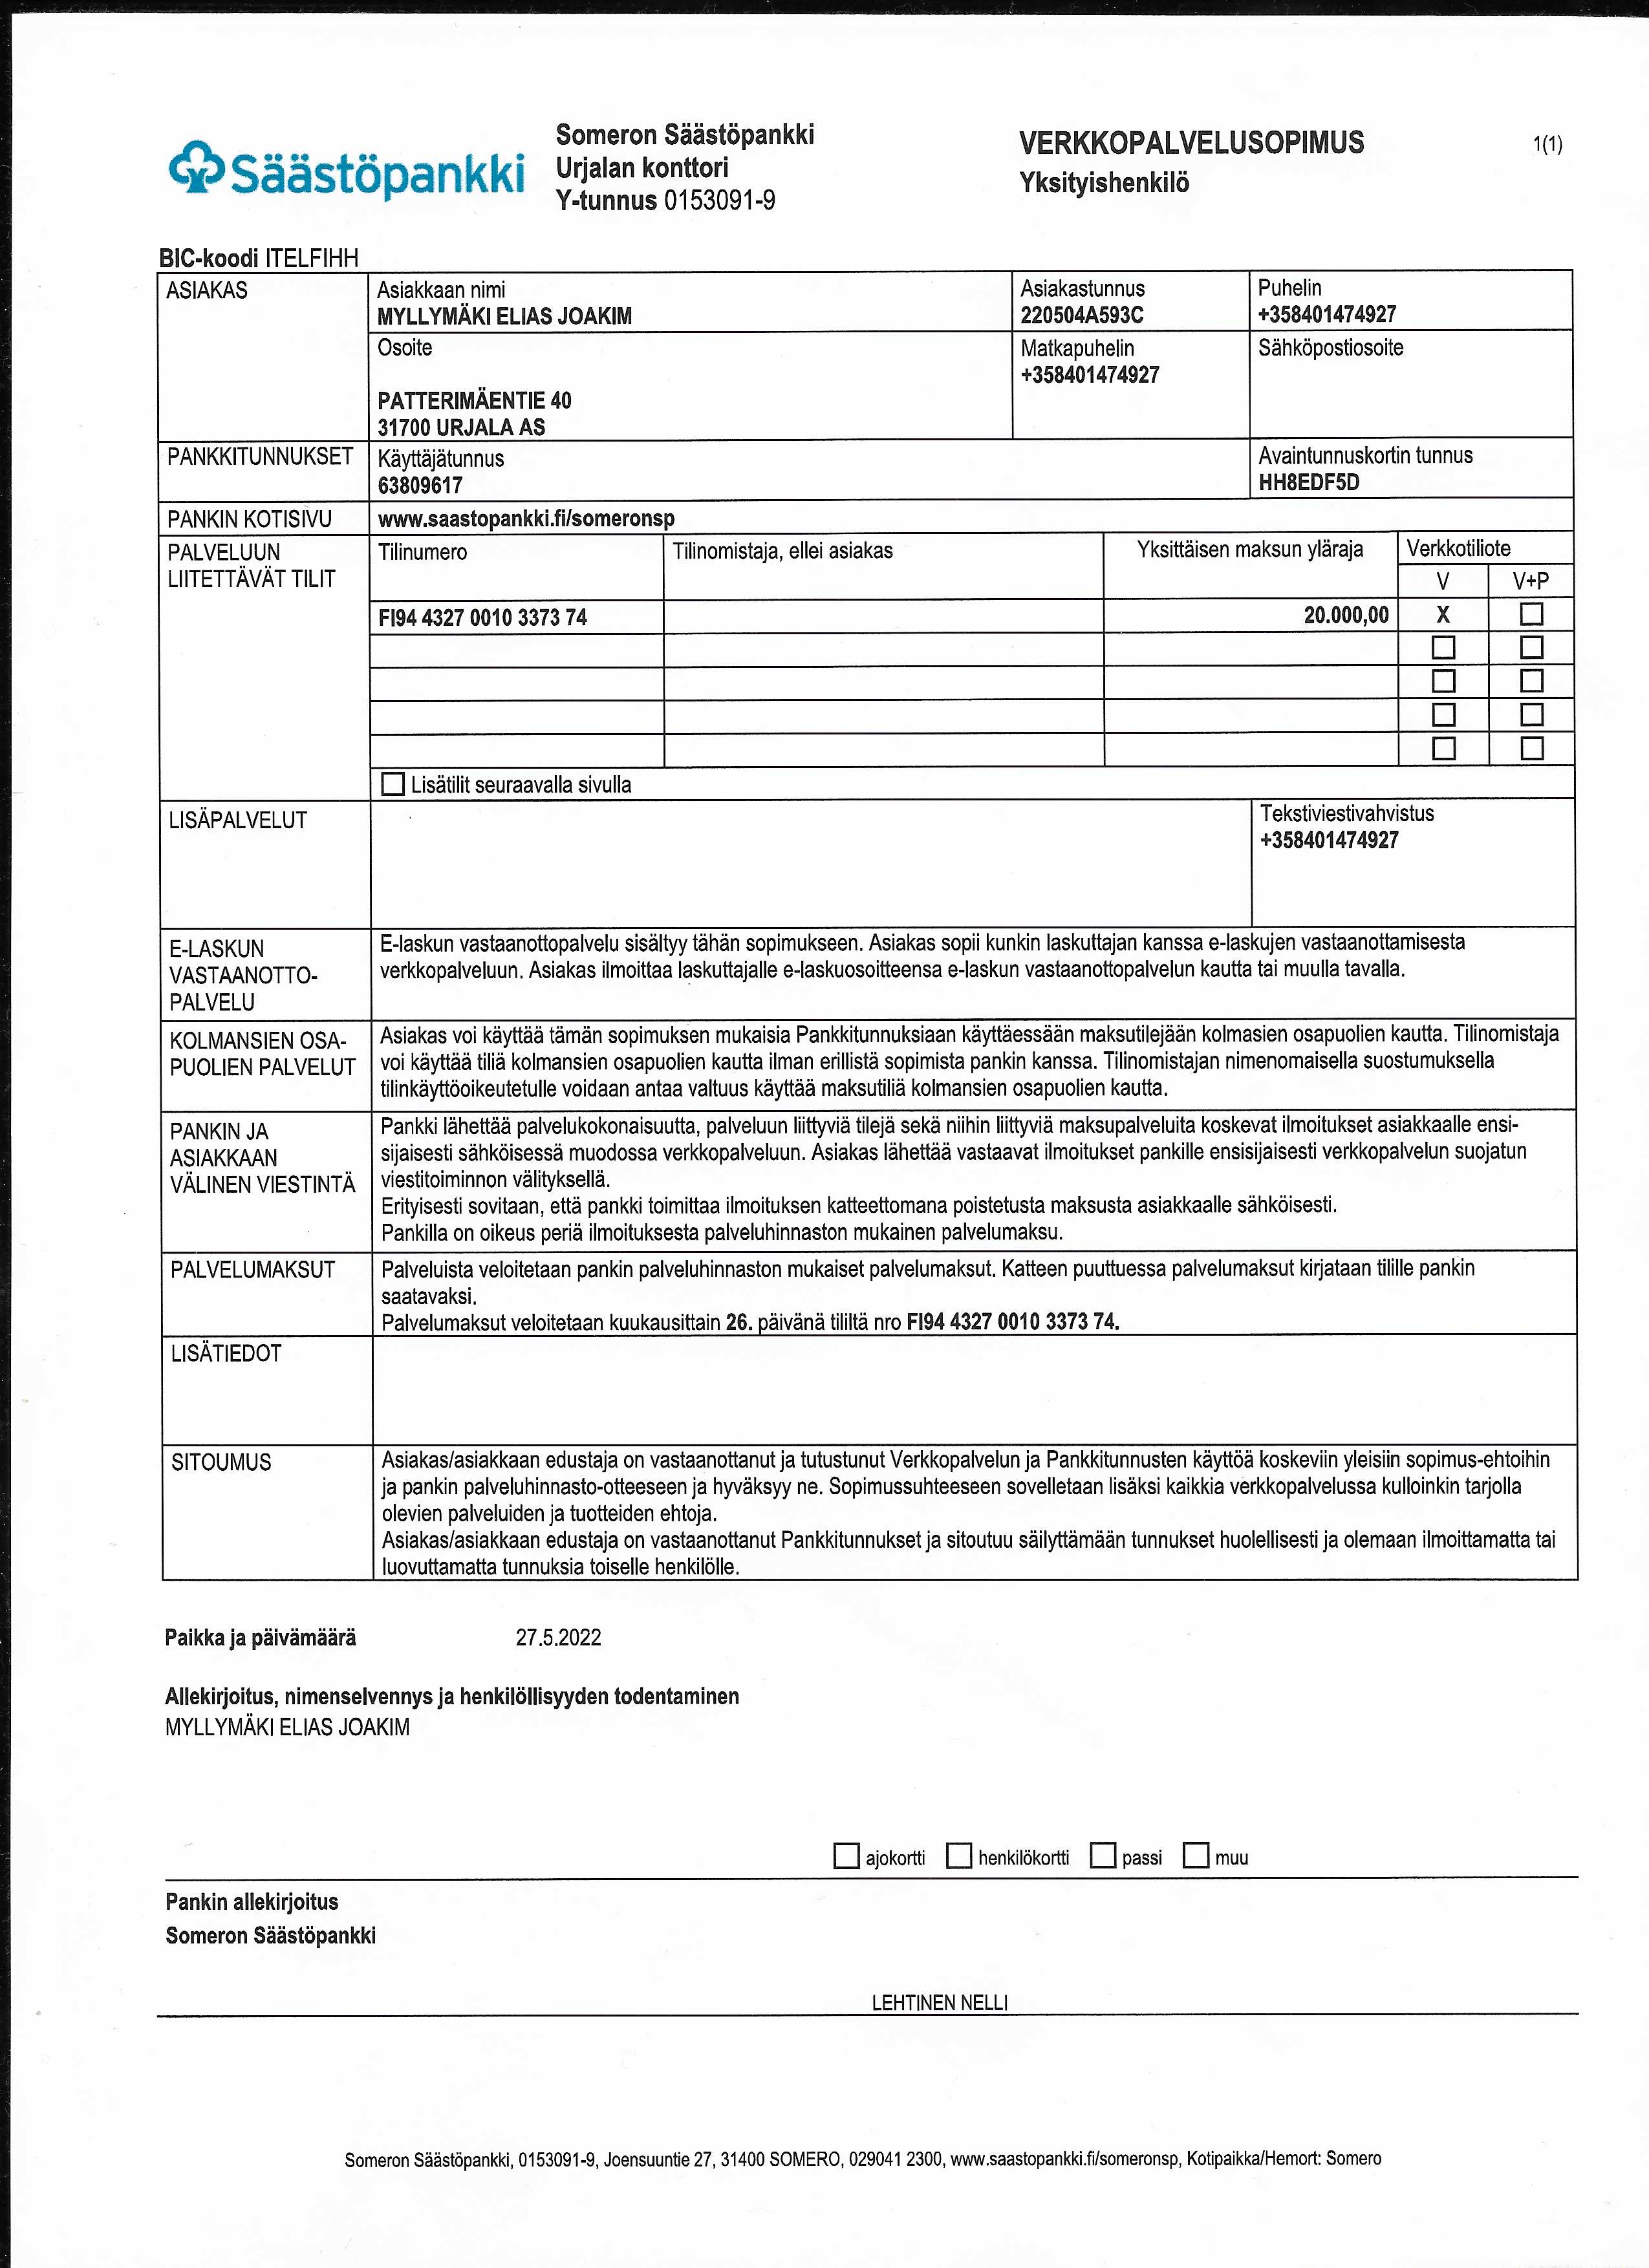 Säästöpankki
Someron Säästöpankki
Urjalan konttori
Y-tunnus 0153091-9
VERKKOPALVELUSOPIMUS
Yksityishenkilö
1(1)
BIC-koodi ITELFIHH
ASIAKAS
Asiakkaan nimi
MYLLYMÄKI ELIAS JOAKIM
Asiakastunnus
220504A593C
Puhelin
+358401474927
Osoite
PATTERIMÄENTIE 40
31700 URJALA AS
Matkapuhelin
+358401474927
Sähköpostiosoite
PANKKITUNNUKSET
Käyttäjätunnus
63809617
Avaintunnuskortin tunnus
HH8EDF5D
PANKIN KOTISIVU
www.saastopankki.fi/someronsp
PALVELUUN
LIITETTÄVÄT TILIT
Tilinumero
Tilinomistaja, ellei asiakas
Yksittäisen maksun yläraja
Verkkotiliote
V
V+P
FI94 4327 0010 3373 74
20.000,00
X
Lisätilit seuraavalla sivulla
LISÄPALVELUT
Tekstiviestivahvistus
+358401474927
E-LASKUN
VASTAANOTTO-
PALVELU
E-laskun vastaanottopalvelu sisältyy tähän sopimukseen. Asiakas sopii kunkin laskuttajan kanssa e-laskujen vastaanottamisesta
verkkopalveluun. Asiakas ilmoittaa laskuttajalle e-laskuosoitteensa e-laskun vastaanottopalvelun kautta tai muulla tavalla.
KOLMANSIEN OSA-
PUOLIEN PALVELUT
Asiakas voi käyttää tämän sopimuksen mukaisia Pankkitunnuksiaan käyttäessään maksutilejään kolmasien osapuolien kautta. Tilinomistaja
voi käyttää tiliä kolmansien osapuolien kautta ilman erillistä sopimista pankin kanssa. Tilinomistajan nimenomaisella suostumuksella
tilinkäyttöoikeutetulle voidaan antaa valtuus käyttää maksutiliä kolmansien osapuolien kautta.
PANKIN JA
ASIAKKAAN
VÄLINEN VIESTINTÄ
Pankki lähettää palvelukokonaisuutta, palveluun liittyviä tilejä sekä niihin liittyviä maksupalveluita koskevat ilmoitukset asiakkaalle ensi-
sijaisesti sähköisessä muodossa verkkopalveluun. Asiakas lähettää vastaavat ilmoitukset pankille ensisijaisesti verkkopalvelun suojatun
viestitoiminnon välityksellä.
Erityisesti sovitaan, että pankki toimittaa ilmoituksen katteettomana poistetusta maksusta asiakkaalle sähköisesti.
Pankilla on oikeus periä ilmoituksesta palveluhinnaston mukainen palvelumaksu.
PALVELUMAKSUT
Palveluista veloitetaan pankin palveluhinnaston mukaiset palvelumaksut. Katteen puuttuessa palvelumaksut kirjataan tilille pankin
saatavaksi.
Palvelumaksut veloitetaan kuukausittain 26. päivänä tililtä nro FI94 4327 0010 3373 74.
LISÄTIEDOT
SITOUMUS
Asiakas/asiakkaan edustaja on vastaanottanut ja tutustunut Verkkopalvelun ja Pankkitunnusten käyttöä koskeviin yleisiin sopimus-ehtoihin
ja pankin palveluhinnasto-otteeseen ja hyväksyy ne. Sopimussuhteeseen sovelletaan lisäksi kaikkia verkkopalvelussa kulloinkin tarjolla
olevien palveluiden ja tuotteiden ehtoja.
Asiakas/asiakkaan edustaja on vastaanottanut Pankkitunnukset ja sitoutuu säilyttämään tunnukset huolellisesti ja olemaan ilmoittamatta tai
luovuttamatta tunnuksia toiselle henkilölle.
Paikka ja päivämäärä 27.5.2022
Allekirjoitus, nimenselvennys ja henkilöllisyyden todentaminen
MYLLYMÄKI ELIAS JOAKIM
ajokortti henkilökortti passi muu
Pankin allekirjoitus
Someron Säästöpankki
LEHTINEN NELLI
Someron Säästöpankki, 0153091-9, Joensuuntie 27, 31400 SOMERO, 029041 2300, www.saastopankki.fi/someronsp, Kotipaikka/Hemort: Somero